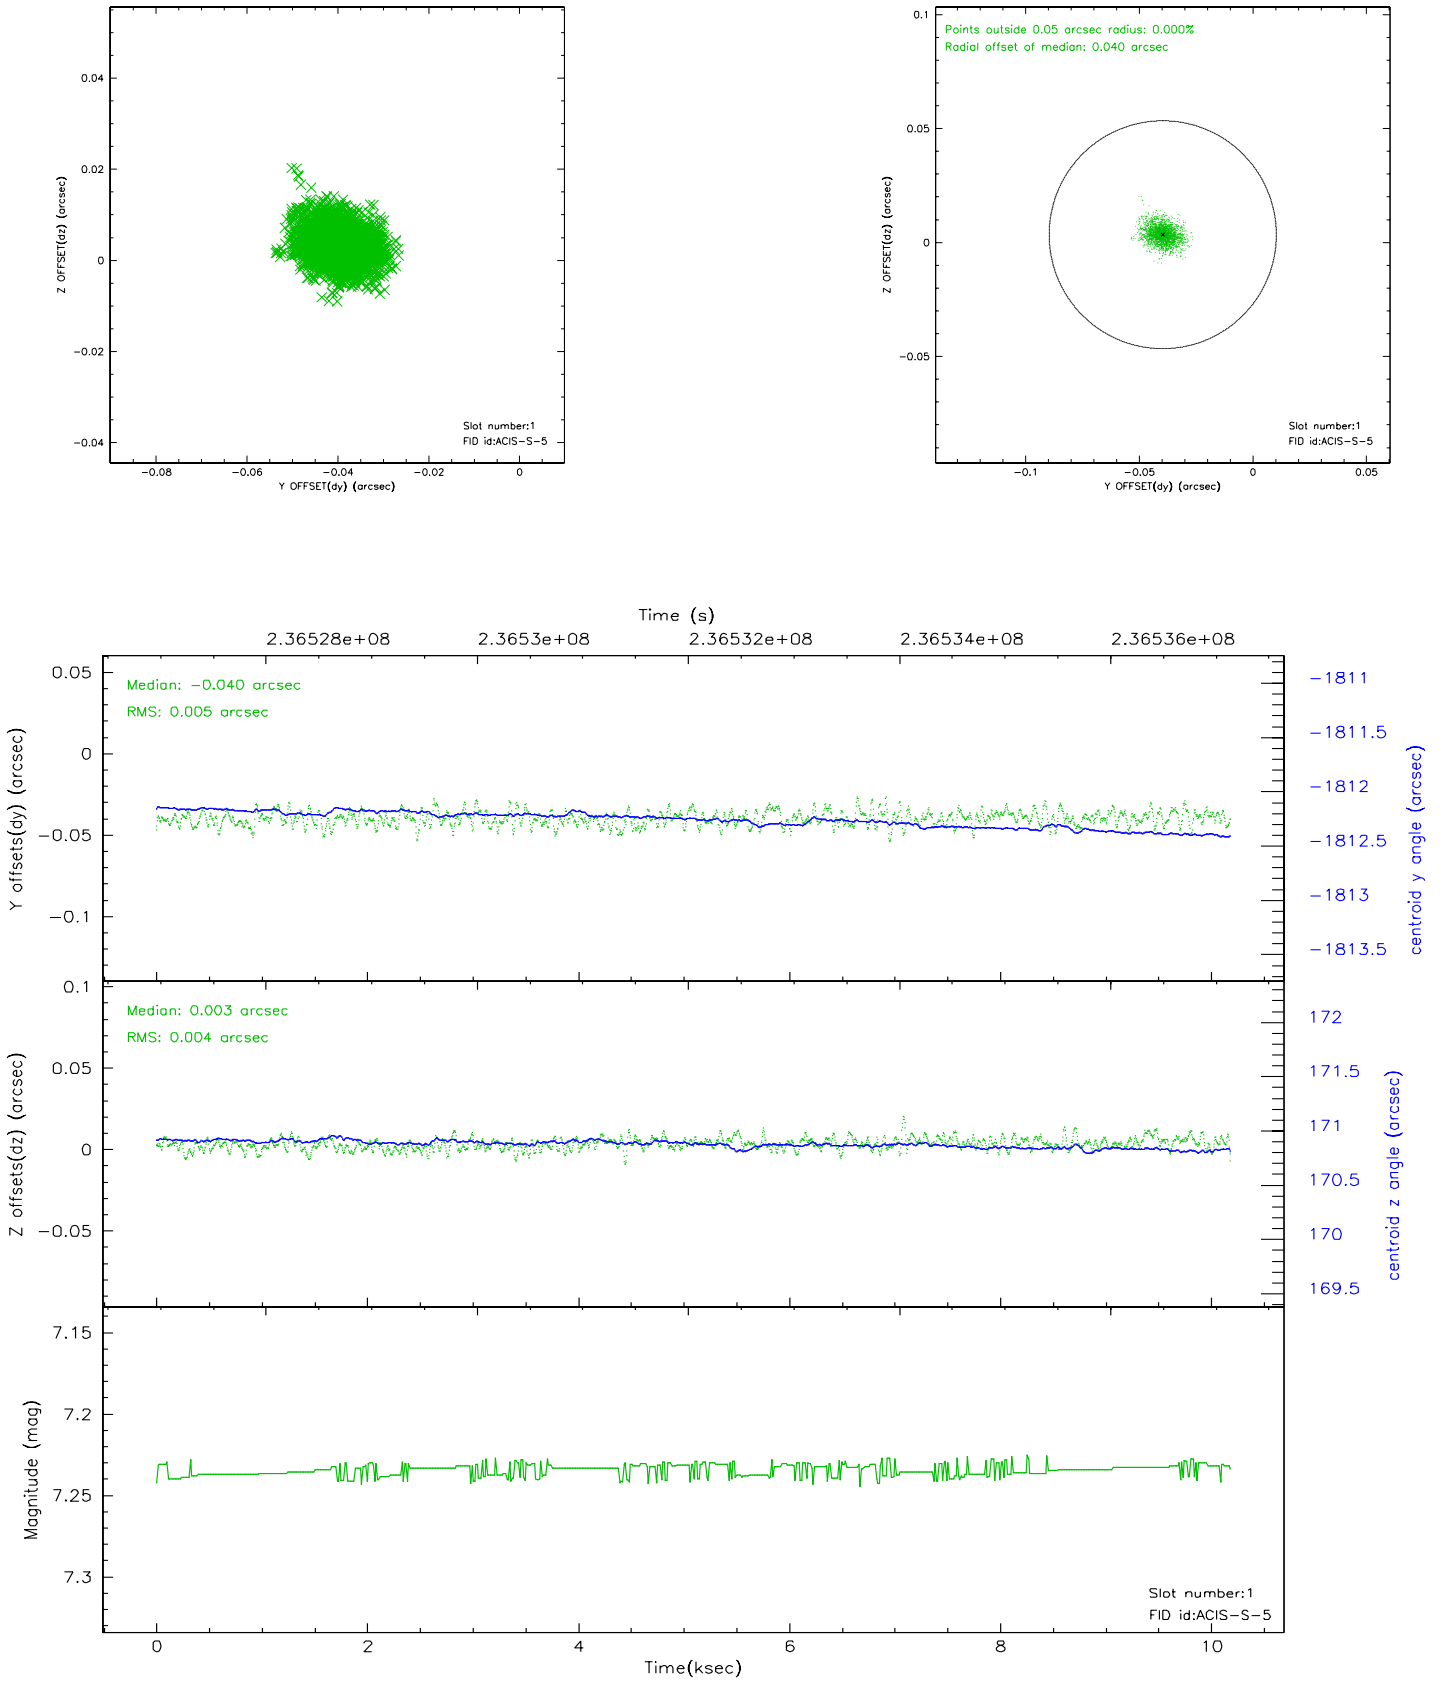 0.04
0.02
0
−0.02
−0.04
Z OFFSET(dz) (arcsec)
Slot number:1
FID id:ACIS−S−5
−0.08 −0.06 −0.04 −0.02 0
Y OFFSET(dy) (arcsec)
Points outside 0.05 arcsec radius: 0.000%
Radial offset of median: 0.040 arcsec
0.1
0.05
0
−0.05
Z OFFSET(dz) (arcsec)
Slot number:1
FID id:ACIS−S−5
−0.1 −0.05 0 0.05
Y OFFSET(dy) (arcsec)
Time (s)
2.36528e+08 2.3653e+08 2.36532e+08 2.36534e+08 2.36536e+08
Median: −0.040 arcsec
RMS: 0.005 arcsec
0.05
0
−0.05
−0.1
Y offsets(dy) (arcsec)
−1811
−1811.5
−1812
−1812.5
−1813
−1813.5
centroid y angle (arcsec)
Median: 0.003 arcsec
RMS: 0.004 arcsec
0.1
0.05
0
−0.05
Z offsets(dz) (arcsec)
172
171.5
171
170.5
170
169.5
centroid z angle (arcsec)
7.15
7.2
7.25
7.3
Magnitude (mag)
Slot number:1
FID id:ACIS−S−5
0 2 4 6 8 10
Time(ksec)